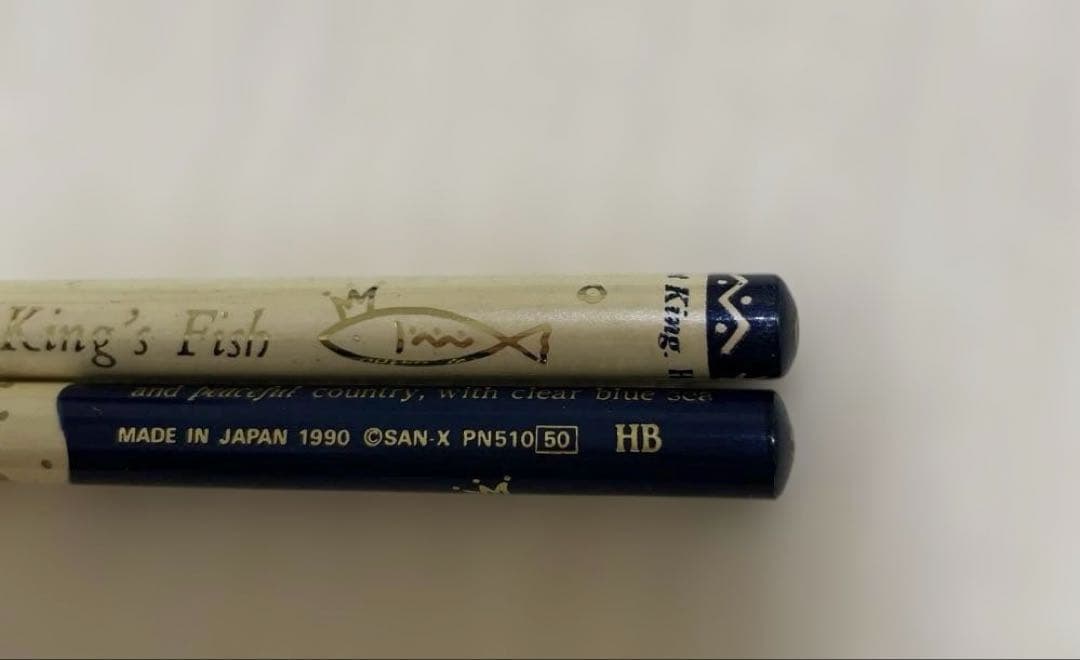 King's Fish
King.
and peaceful country, with clear blue sea
MADE IN JAPAN 1990 ©SAN-X PN510 50 HB